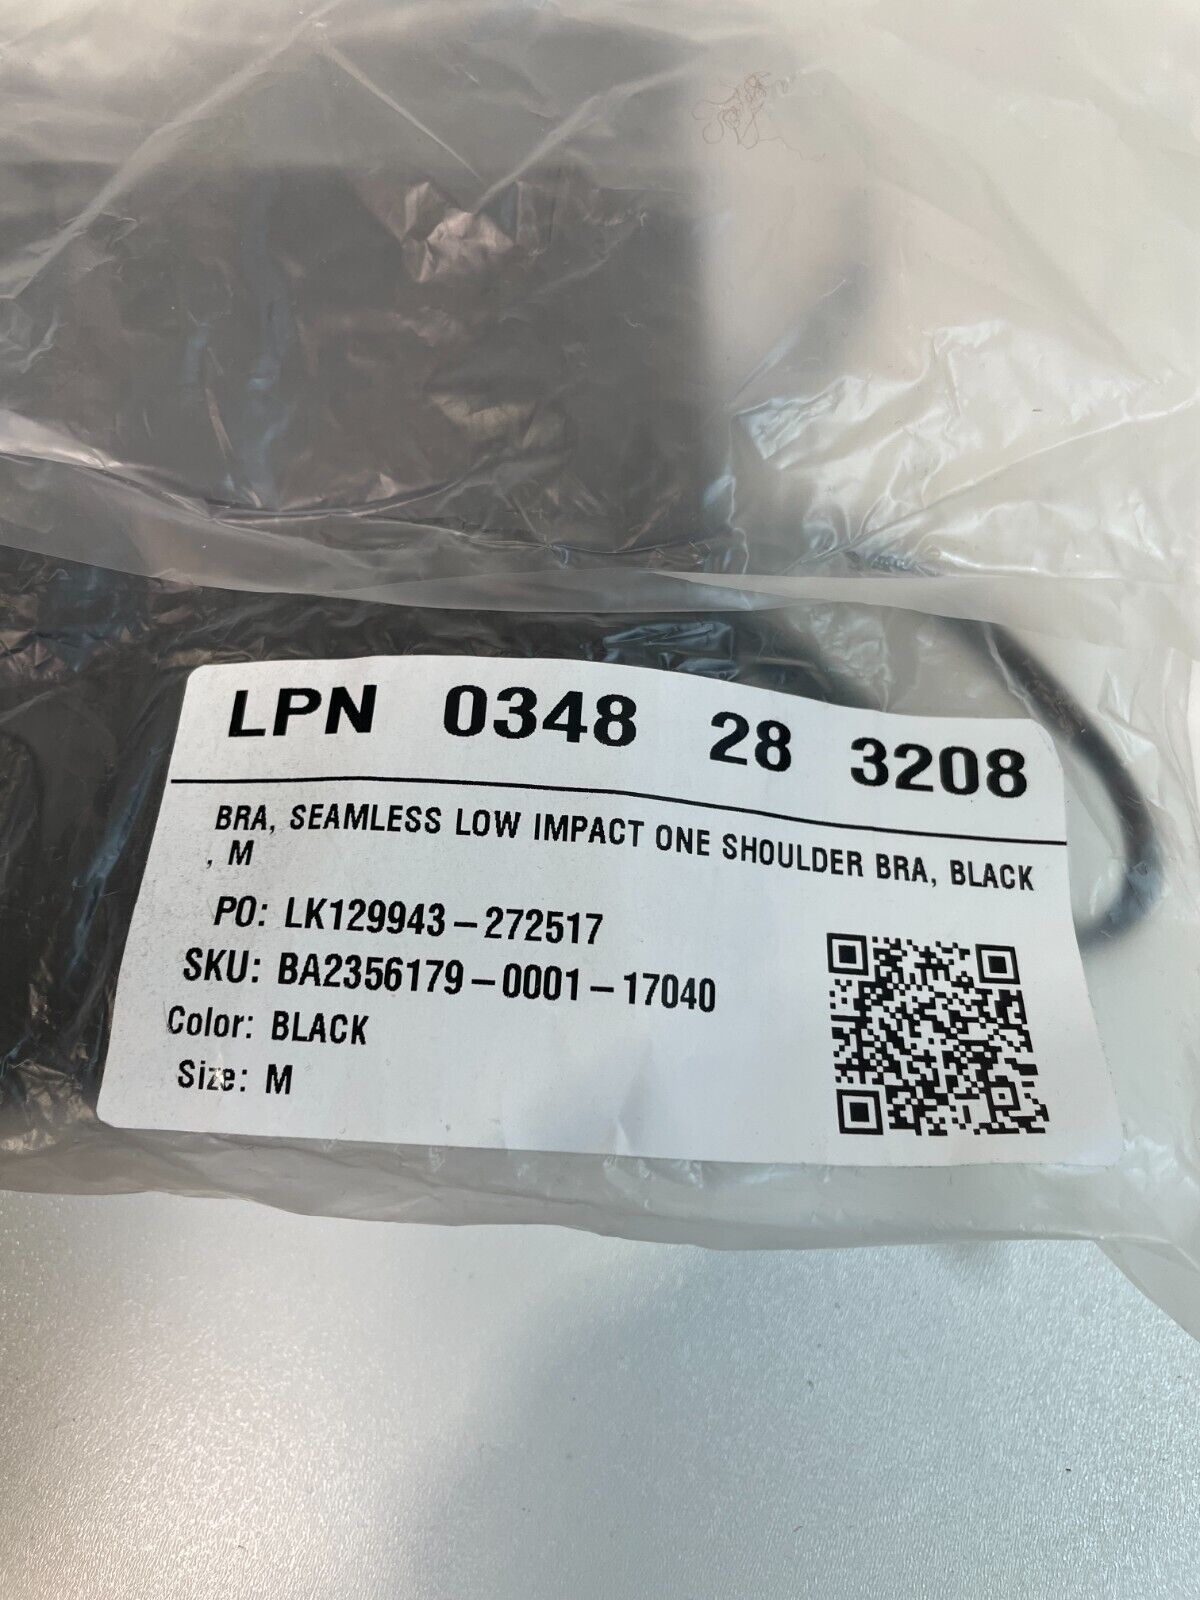 LPN 0348 28 3208
BRA, SEAMLESS LOW IMPACT ONE SHOULDER BRA, BLACK
, M
PO: LK129943-272517
SKU: BA2356179-0001-17040
Color: BLACK
Size: M